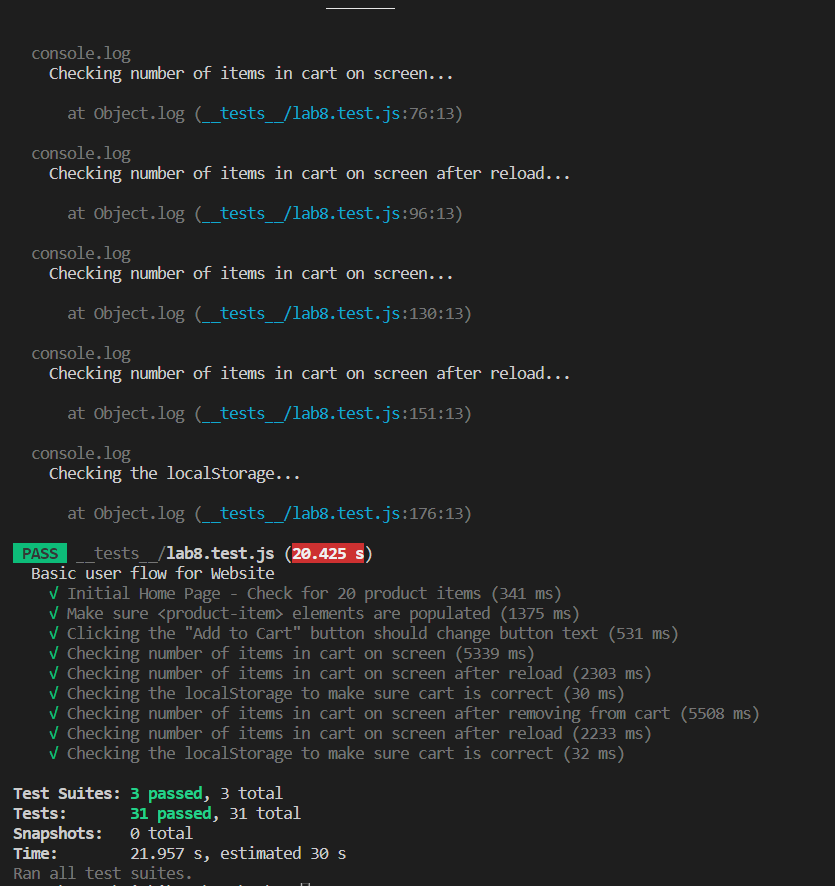 console.log
Checking number of items in cart on screen...
at Object.log (__tests__/lab8.test.js:76:13)
console.log
Checking number of items in cart on screen after reload...
at Object.log (__tests__/lab8.test.js:96:13)
console.log
Checking number of items in cart on screen...
at Object.log (__tests__/lab8.test.js:130:13)
console.log
Checking number of items in cart on screen after reload...
at Object.log (__tests__/lab8.test.js:151:13)
console.log
Checking the localStorage...
at Object.log (__tests__/lab8.test.js:176:13)
PASS __tests__/lab8.test.js (20.425 s)
Basic user flow for Website
√ Initial Home Page - Check for 20 product items (341 ms)
√ Make sure <product-item> elements are populated (1375 ms)
√ Clicking the "Add to Cart" button should change button text (531 ms)
√ Checking number of items in cart on screen (5339 ms)
√ Checking number of items in cart on screen after reload (2303 ms)
√ Checking the localStorage to make sure cart is correct (30 ms)
√ Checking number of items in cart on screen after removing from cart (5508 ms)
√ Checking number of items in cart on screen after reload (2233 ms)
√ Checking the localStorage to make sure cart is correct (32 ms)
Test Suites: 3 passed, 3 total
Tests: 31 passed, 31 total
Snapshots: 0 total
Time: 21.957 s, estimated 30 s
Ran all test suites.